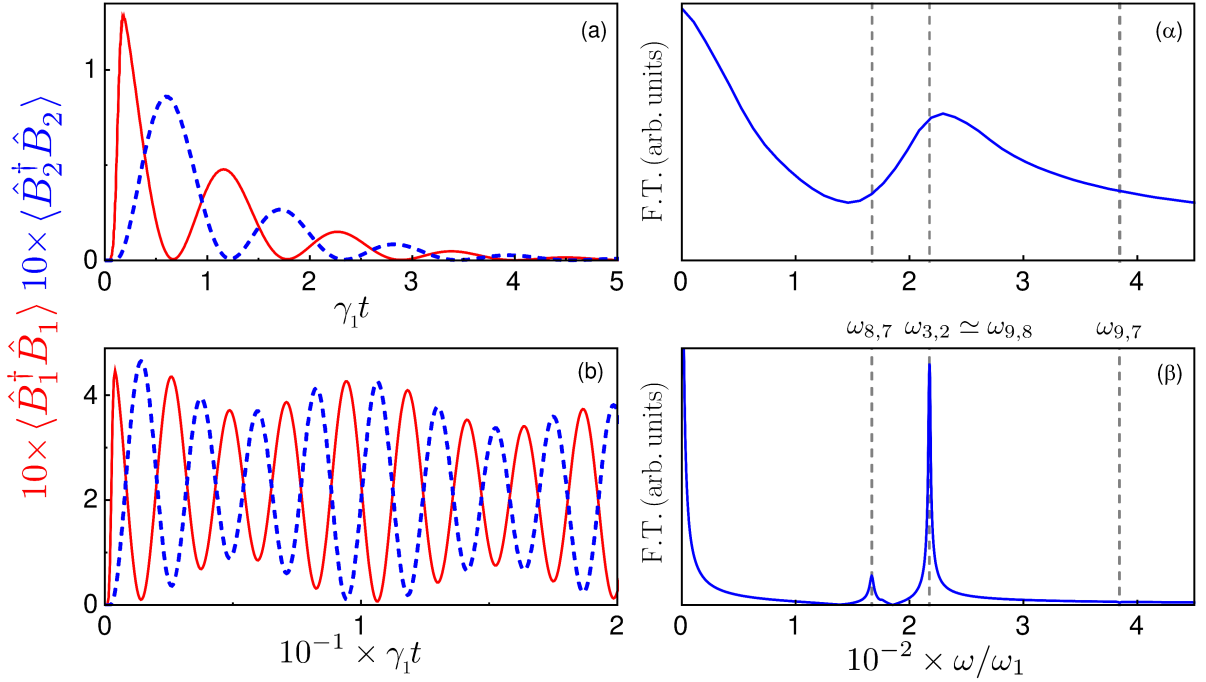 10× ⟨B̂₁†B̂₁⟩ 10× ⟨B̂₂†B̂₂⟩
(a)
1
0
0 1 2 3 4 5
γ₁t
(α)
F.T. (arb. units)
0 1 2 3 4
ω₈,₇ ω₃,₂ ≃ ω₉,₈ ω₉,₇
(b)
4
2
0
0 1 2
10⁻¹ × γ₁t
(β)
F.T. (arb. units)
0 1 2 3 4
10⁻² × ω/ω₁